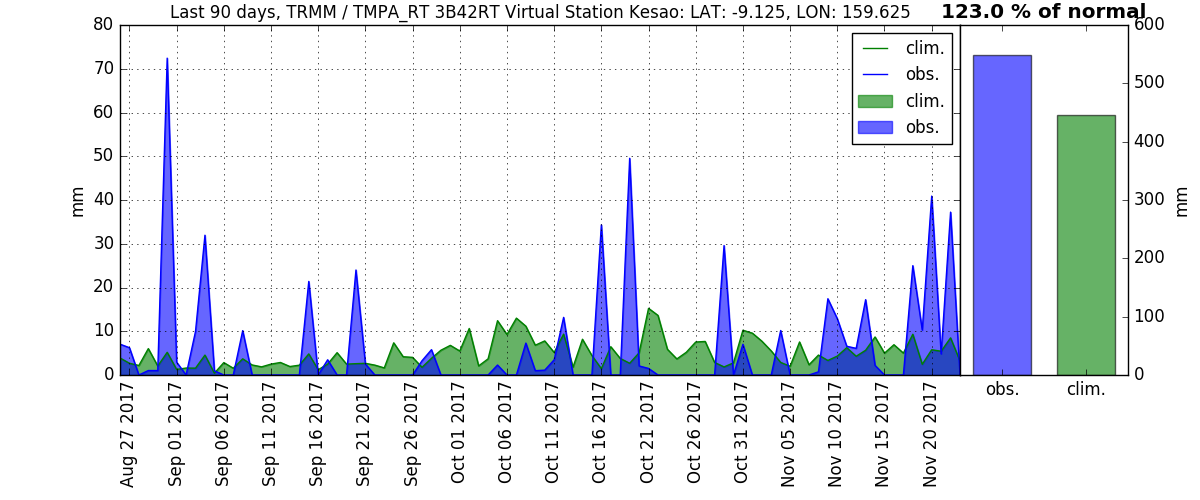 Last 90 days, TRMM / TMPA_RT 3B42RT Virtual Station Kesao: LAT: -9.125, LON: 159.625
123.0 % of normal
80
70
60
50
40
30
20
10
0
mm
clim.
obs.
clim.
obs.
600
500
400
300
200
100
0
mm
Aug 27 2017
Sep 01 2017
Sep 06 2017
Sep 11 2017
Sep 16 2017
Sep 21 2017
Sep 26 2017
Oct 01 2017
Oct 06 2017
Oct 11 2017
Oct 16 2017
Oct 21 2017
Oct 26 2017
Oct 31 2017
Nov 05 2017
Nov 10 2017
Nov 15 2017
Nov 20 2017
obs.
clim.